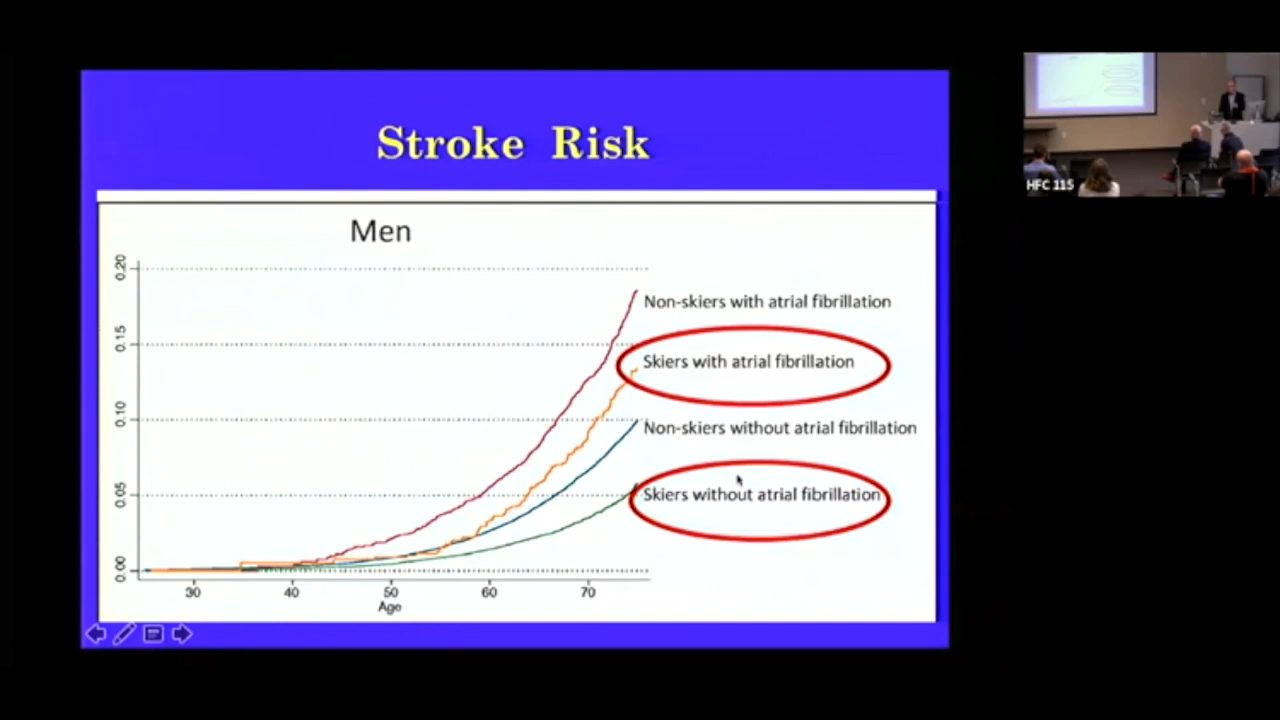 Stroke Risk
Men
0.20
0.15
0.10
0.05
0.00
Non-skiers with atrial fibrillation
Skiers with atrial fibrillation
Non-skiers without atrial fibrillation
Skiers without atrial fibrillation
30 40 50 60 70
Age
HFC 115